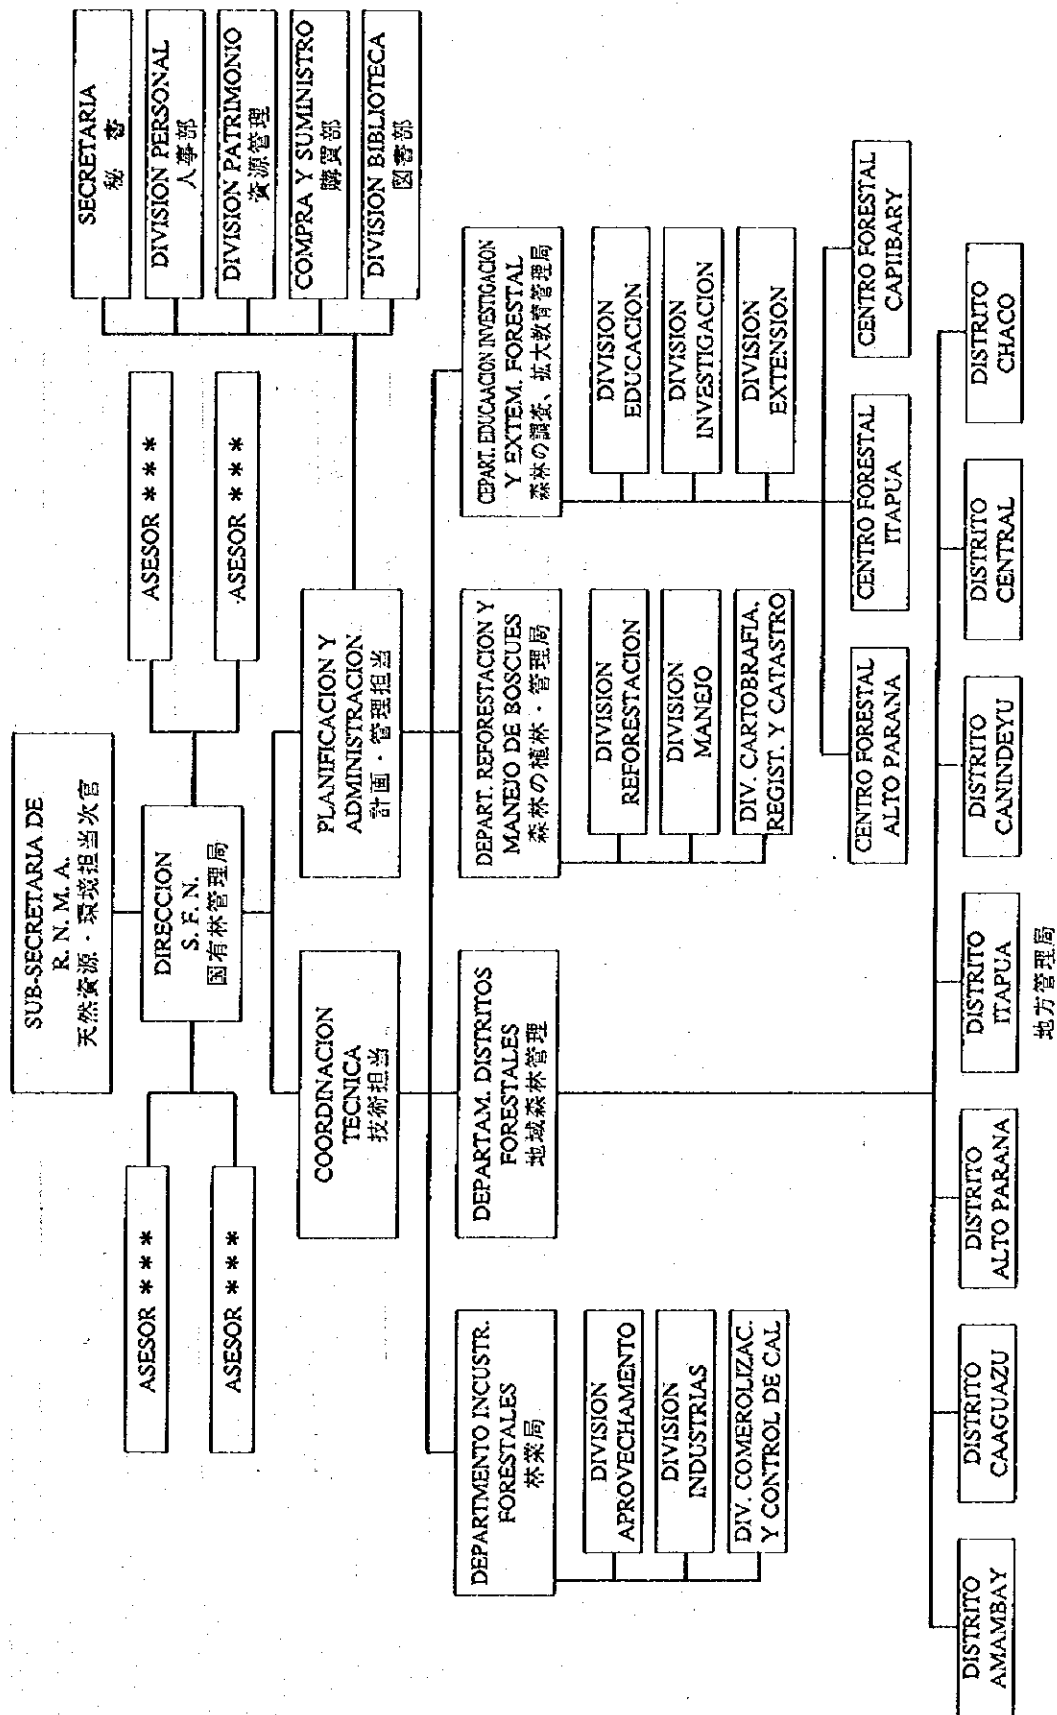 SUB-SECRETARIA DE
R. N. M. A.
天然資源・環境担当次官
DIRECCION
S. F. N.
国有林管理局
ASESOR ***
ASESOR ***
ASESOR ***
ASESOR ***
COORDINACION
TECNICA
技術担当
PLANIFICACION Y
ADMINISTRACION
計画・管理担当
SECRETARIA
秘書
DIVISION PERSONAL
人事部
DIVISION PATRIMONIO
資源管理
COMPRA Y SUMINISTRO
購買部
DIVISION BIBLIOTECA
図書部
DEPARTMENTO INCUSTR.
FORESTALES
林業局
DIVISION
APROVECHAMENTO
DIVISION
INDUSTRIAS
DIV. COMEROLIZAC.
Y CONTROL DE CAL
DEPARTAM. DISTRITOS
FORESTALES
地域森林管理
DEPART. REFORESTACION Y
MANEJO DE BOSCUES
森林の植林・管理局
DIVISION
REFORESTACION
DIVISION
MANEJO
DIV. CARTOBRAFIA,
REGIST. Y CATASTRO
CEPART. EDUCAACION INVESTIGACION
Y EXTEM. FORESTAL
森林の調査、拡大教育管理局
DIVISION
EDUCACION
DIVISION
INVESTIGACION
DIVISION
EXTENSION
CENTRO FORESTAL
ALTO PARANA
CENTRO FORESTAL
ITAPUA
CENTRO FORESTAL
CAPIIBARY
DISTRITO
AMAMBAY
DISTRITO
CAAGUAZU
DISTRITO
ALTO PARANA
DISTRITO
ITAPUA
DISTRITO
CANINDEYU
DISTRITO
CENTRAL
DISTRITO
CHACO
地方管理局